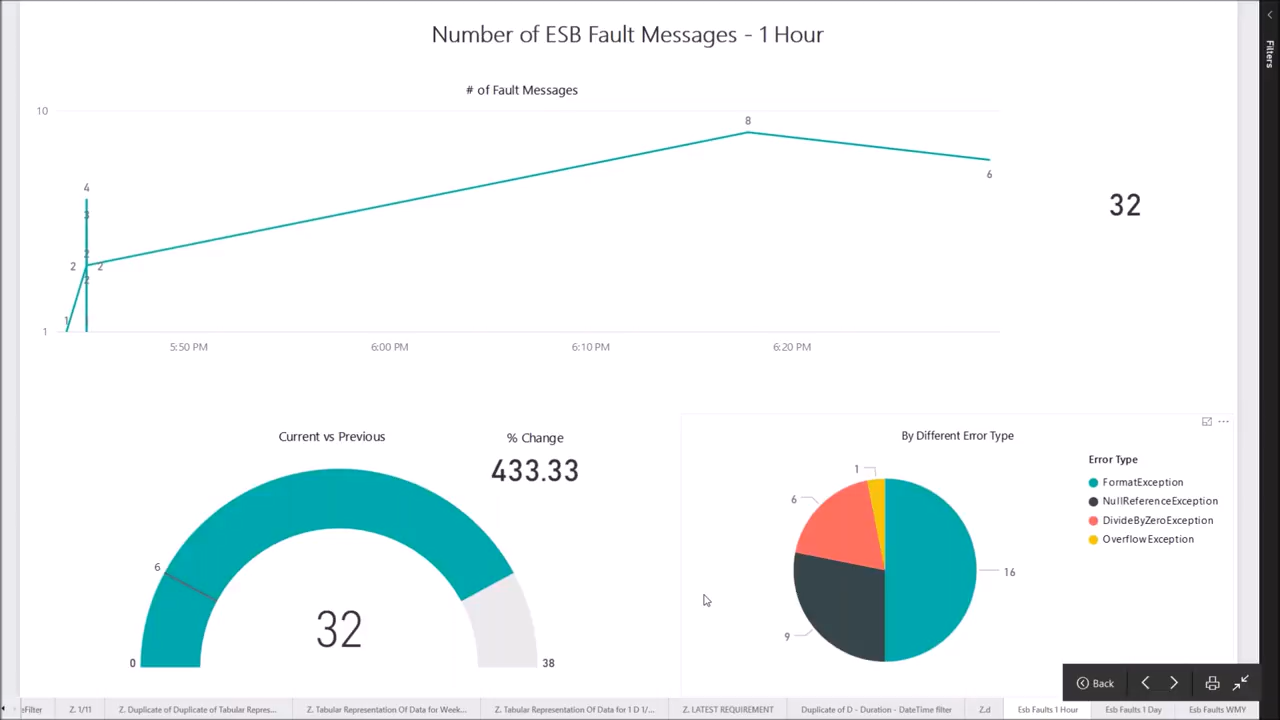 Number of ESB Fault Messages - 1 Hour
Filters
# of Fault Messages
10
8
6
4
3
2
2
2
2
1
1
5:50 PM
6:00 PM
6:10 PM
6:20 PM
32
Current vs Previous
% Change
433.33
6
32
0
38
By Different Error Type
1
6
16
9
Error Type
FormatException
NullReferenceException
DivideByZeroException
OverflowException
Back
eFilter
Z. 1/11
Z. Duplicate of Duplicate of Tabular Repres...
Z. Tabular Representation Of Data for Week...
Z. Tabular Representation Of Data for 1 D 1/...
Z. LATEST REQUIREMENT
Duplicate of D - Duration - DateTime filter
Z.d
Esb Faults 1 Hour
Esb Faults 1 Day
Esb Faults WMY